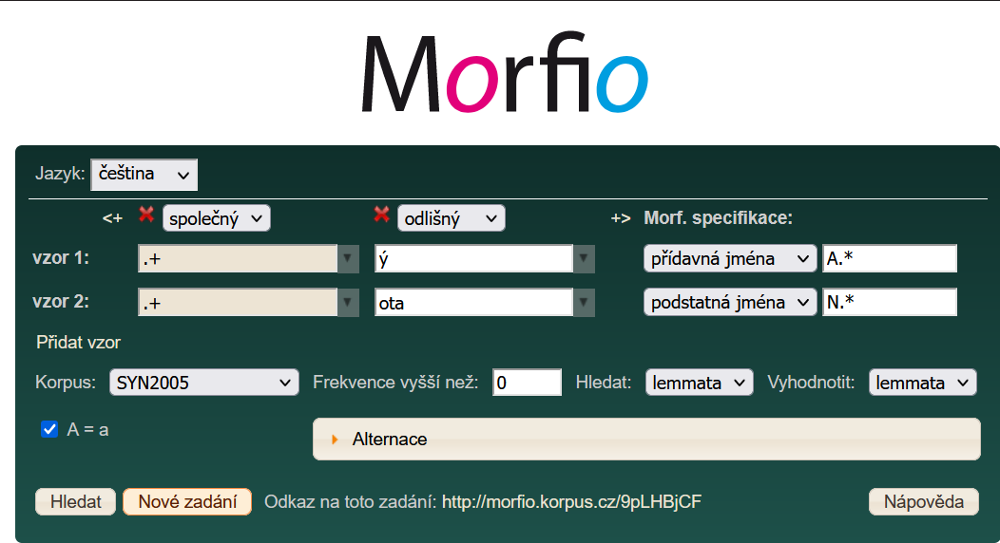 Morfio
Jazyk: čeština
<+ společný odlišný +> Morf. specifikace:
vzor 1: .+ ý přídavná jména A.*
vzor 2: .+ ota podstatná jména N.*
Přidat vzor
Korpus: SYN2005 Frekvence vyšší než: 0 Hledat: lemmata Vyhodnotit: lemmata
A = a Alternace
Hledat Nové zadání Odkaz na toto zadání: http://morfio.korpus.cz/9pLHBjCF Nápověda